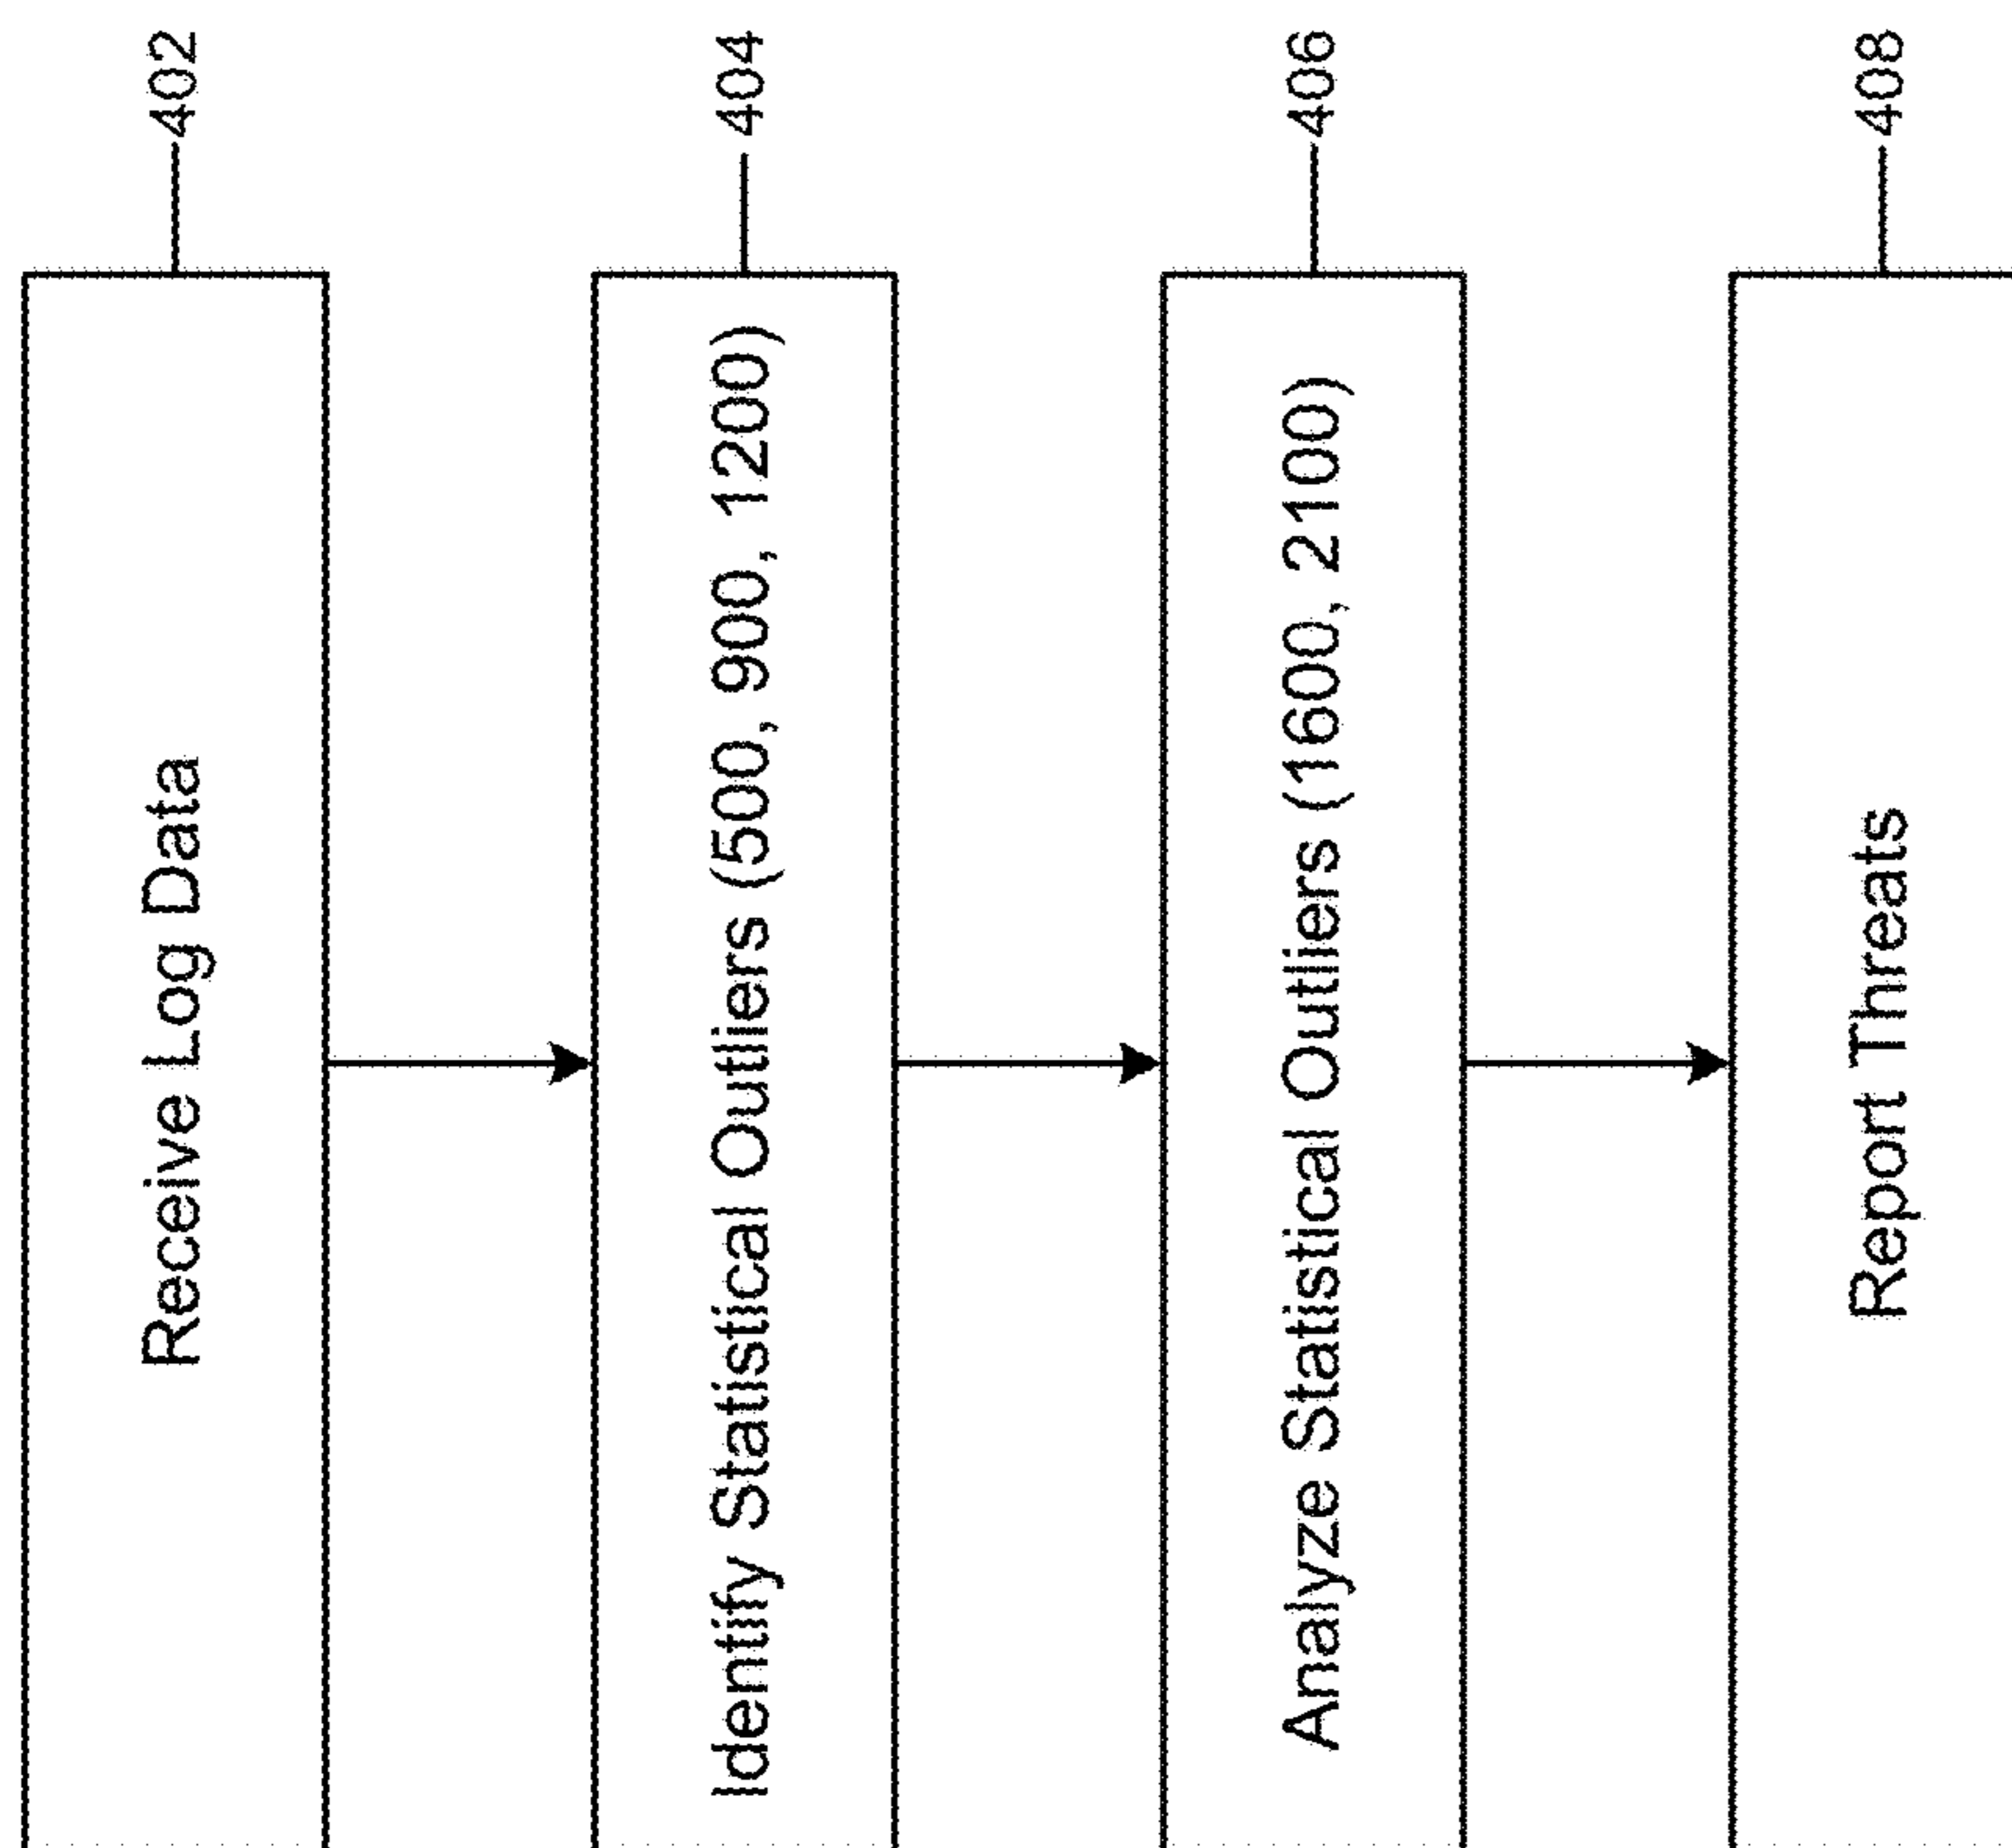 Receive Log Data
402
Identify Statistical Outliers (500, 900, 1200)
404
Analyze Statistical Outliers (1600, 2100)
406
Report Threats
408